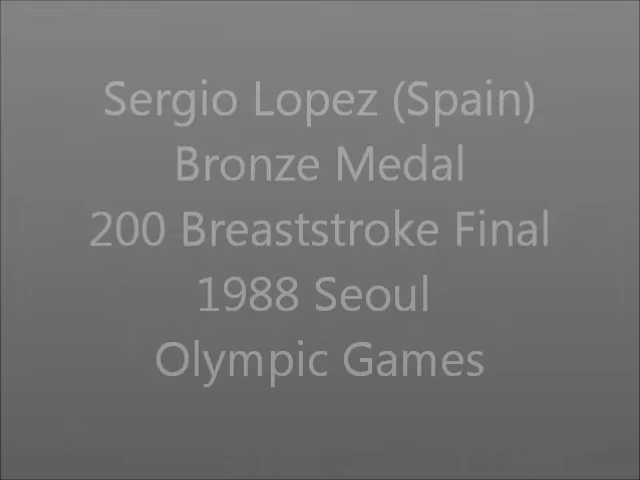 Sergio Lopez (Spain)
Bronze Medal
200 Breaststroke Final
1988 Seoul
Olympic Games